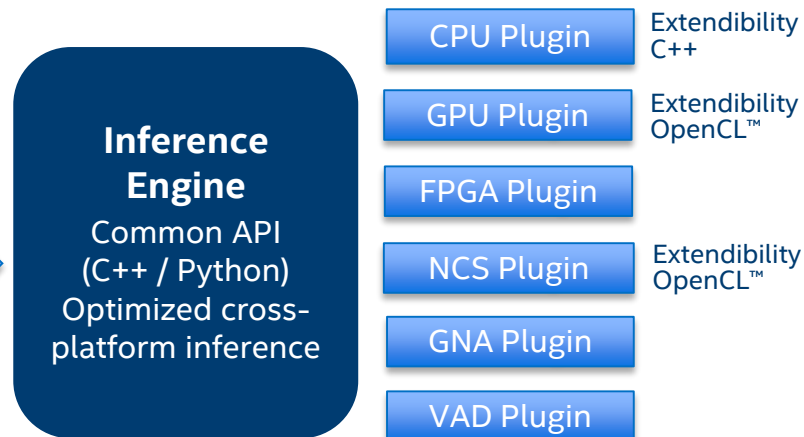 Inference
Engine
Common API
(C++ / Python)
Optimized cross-
platform inference
CPU Plugin
Extendibility
C++
GPU Plugin
Extendibility
OpenCL™
FPGA Plugin
NCS Plugin
Extendibility
OpenCL™
GNA Plugin
VAD Plugin